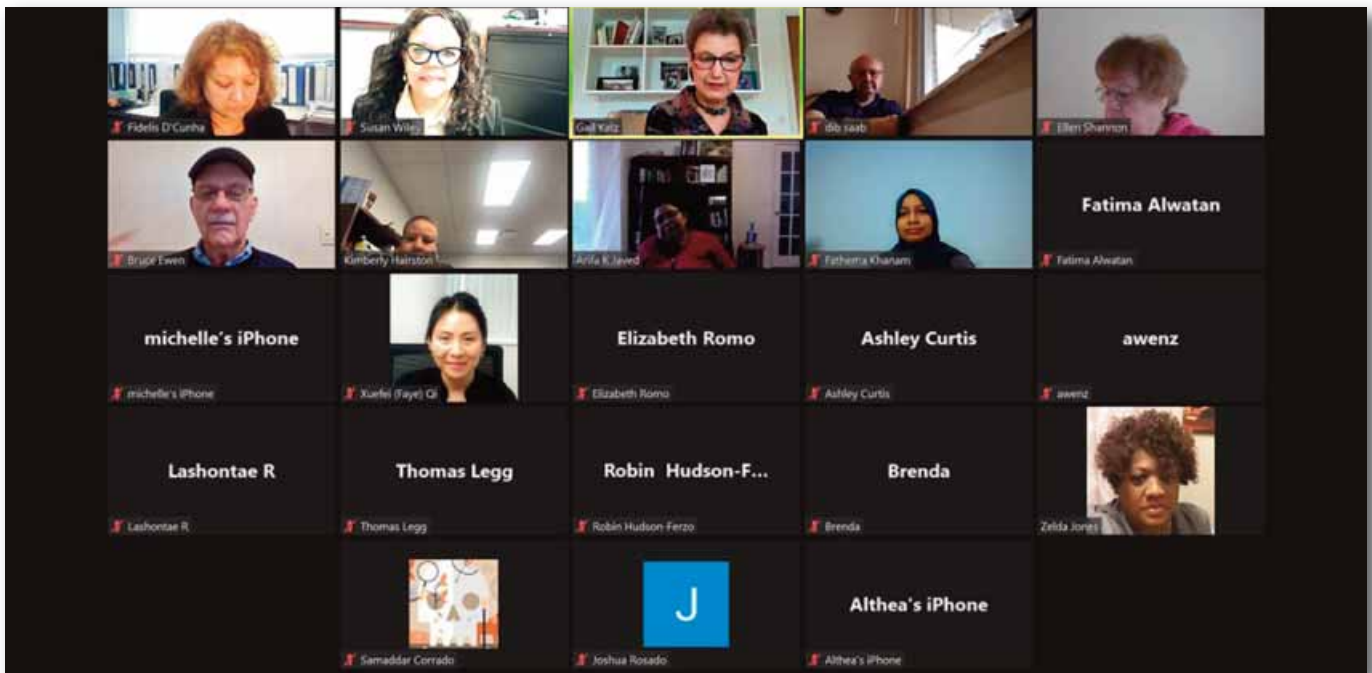 Fidelis D'Cunha
Susan Wiley
Gail Katz
dib saab
Ellen Shannon
Bruce Ewen
Kimberly Hairston
Arifa K Javed
Fathema Khanam
Fatima Alwatan
Fatima Alwatan
michelle's iPhone
michelle's iPhone
Xuefei (Faye) Qi
Elizabeth Romo
Elizabeth Romo
Ashley Curtis
Ashley Curtis
awenz
awenz
Lashontae R
Lashontae R
Thomas Legg
Thomas Legg
Robin Hudson-F...
Robin Hudson-Ferzo
Brenda
Brenda
Zelda Jones
Samaddar Corrado
J
Joshua Rosado
Althea's iPhone
Althea's iPhone